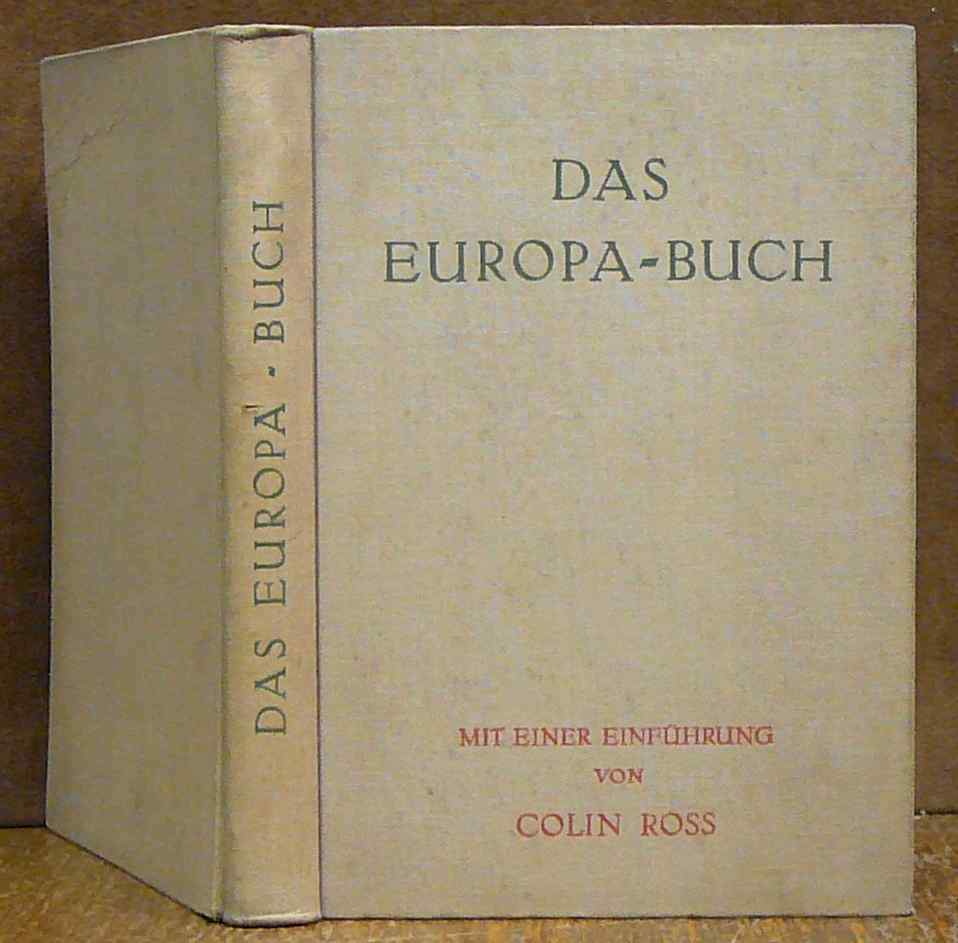 DAS EUROPA - BUCH
DAS
EUROPA-BUCH
MIT EINER EINFÜHRUNG
VON
COLIN ROSS